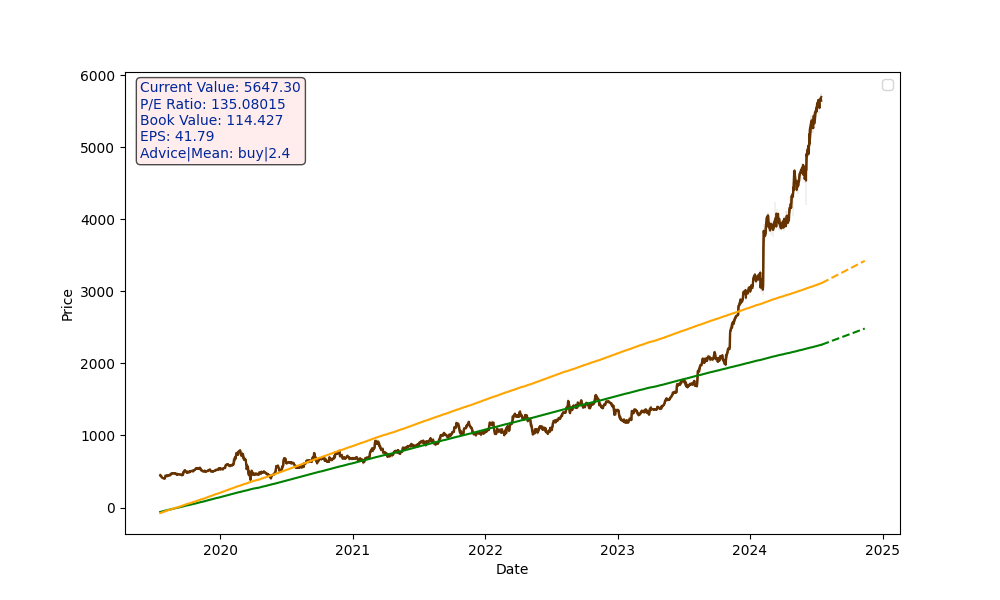 6000
5000
4000
3000
2000
1000
0
Price
Current Value: 5647.30
P/E Ratio: 135.08015
Book Value: 114.427
EPS: 41.79
Advice|Mean: buy|2.4
2020 2021 2022 2023 2024 2025
Date